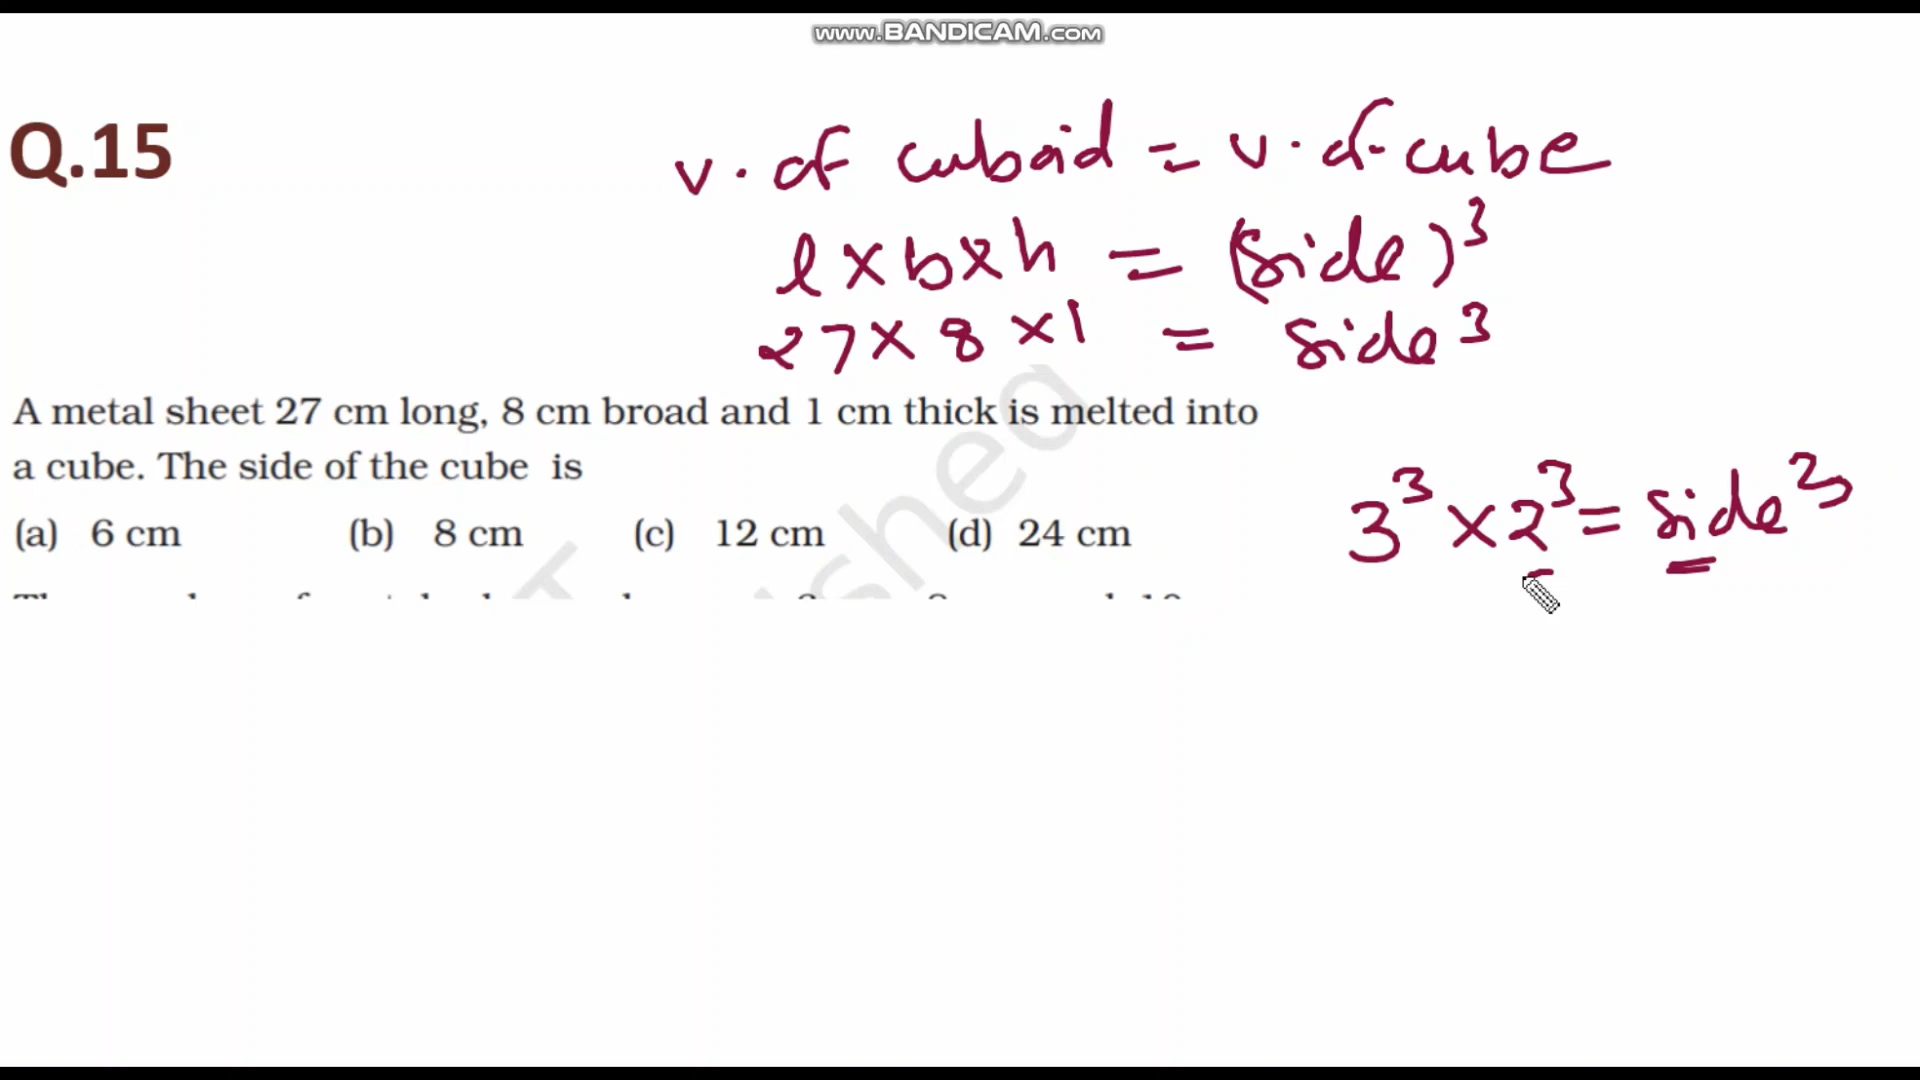 www.BANDICAM.com
Q.15
v. of cuboid = v. of cube
l × b × h = (side)³
27 × 8 × 1 = side³
A metal sheet 27 cm long, 8 cm broad and 1 cm thick is melted into
a cube. The side of the cube is
(a) 6 cm (b) 8 cm (c) 12 cm (d) 24 cm
3³ × 2³ = side³